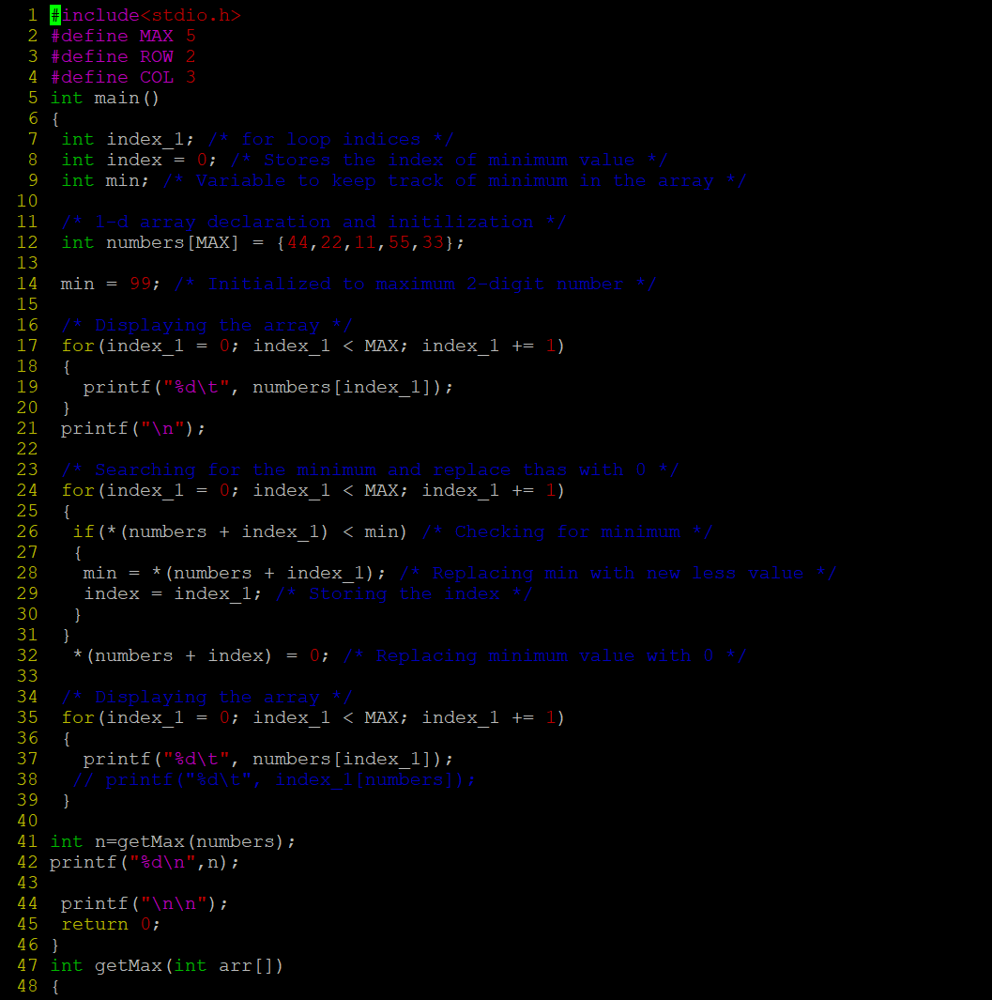 1 #include<stdio.h>
2 #define MAX 5
3 #define ROW 2
4 #define COL 3
5 int main()
6 {
7  int index_1; /* for loop indices */
8  int index = 0; /* Stores the index of minimum value */
9  int min; /* Variable to keep track of minimum in the array */
10
11  /* 1-d array declaration and initilization */
12  int numbers[MAX] = {44,22,11,55,33};
13
14  min = 99; /* Initialized to maximum 2-digit number */
15
16  /* Displaying the array */
17  for(index_1 = 0; index_1 < MAX; index_1 += 1)
18  {
19    printf("%d\t", numbers[index_1]);
20  }
21  printf("\n");
22
23  /* Searching for the minimum and replace thas with 0 */
24  for(index_1 = 0; index_1 < MAX; index_1 += 1)
25  {
26   if(*(numbers + index_1) < min) /* Checking for minimum */
27   {
28    min = *(numbers + index_1); /* Replacing min with new less value */
29    index = index_1; /* Storing the index */
30   }
31  }
32   *(numbers + index) = 0; /* Replacing minimum value with 0 */
33
34  /* Displaying the array */
35  for(index_1 = 0; index_1 < MAX; index_1 += 1)
36  {
37    printf("%d\t", numbers[index_1]);
38   // printf("%d\t", index_1[numbers]);
39  }
40
41 int n=getMax(numbers);
42 printf("%d\n",n);
43
44  printf("\n\n");
45  return 0;
46 }
47 int getMax(int arr[])
48 {